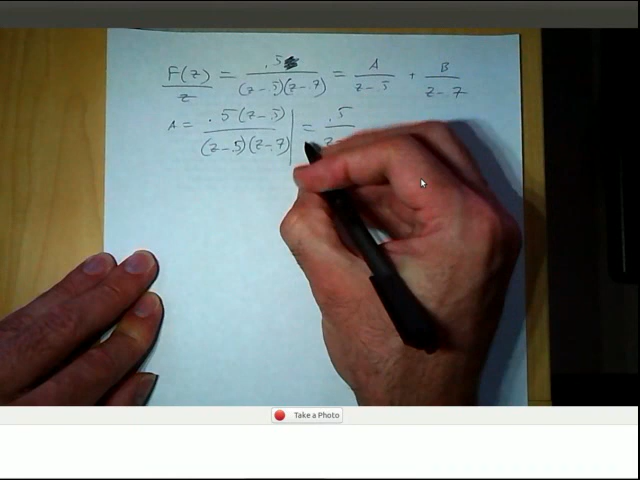 F(z)/z = .5/(z-.5)(z-.7) = A/z-.5 + B/z-.7
A = .5(z-.5)/(z-.5)(z-.7) | = .5/z
Take a Photo